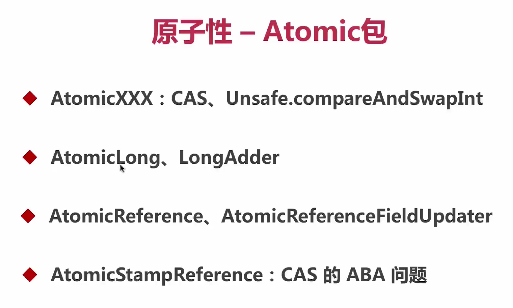 原子性 – Atomic包
AtomicXXX：CAS、Unsafe.compareAndSwapInt
AtomicLong、LongAdder
AtomicReference、AtomicReferenceFieldUpdater
AtomicStampReference：CAS 的 ABA 问题